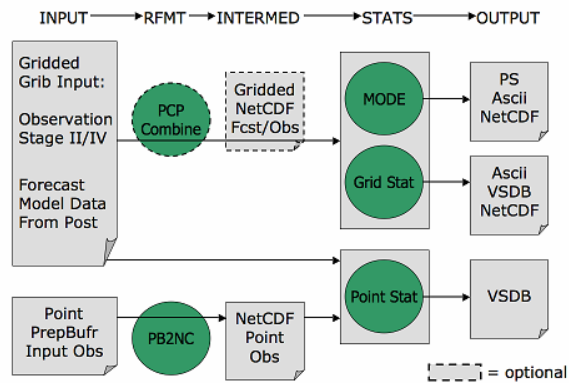 INPUT RFMT INTERMED STATS OUTPUT
Gridded
Grib Input:
Observation
Stage II/IV
Forecast
Model Data
From Post
PCP
Combine
Gridded
NetCDF
Fcst/Obs
MODE
Grid Stat
PS
Ascii
NetCDF
Ascii
VSDB
NetCDF
Point
PrepBufr
Input Obs
PB2NC
NetCDF
Point
Obs
Point Stat
VSDB
= optional